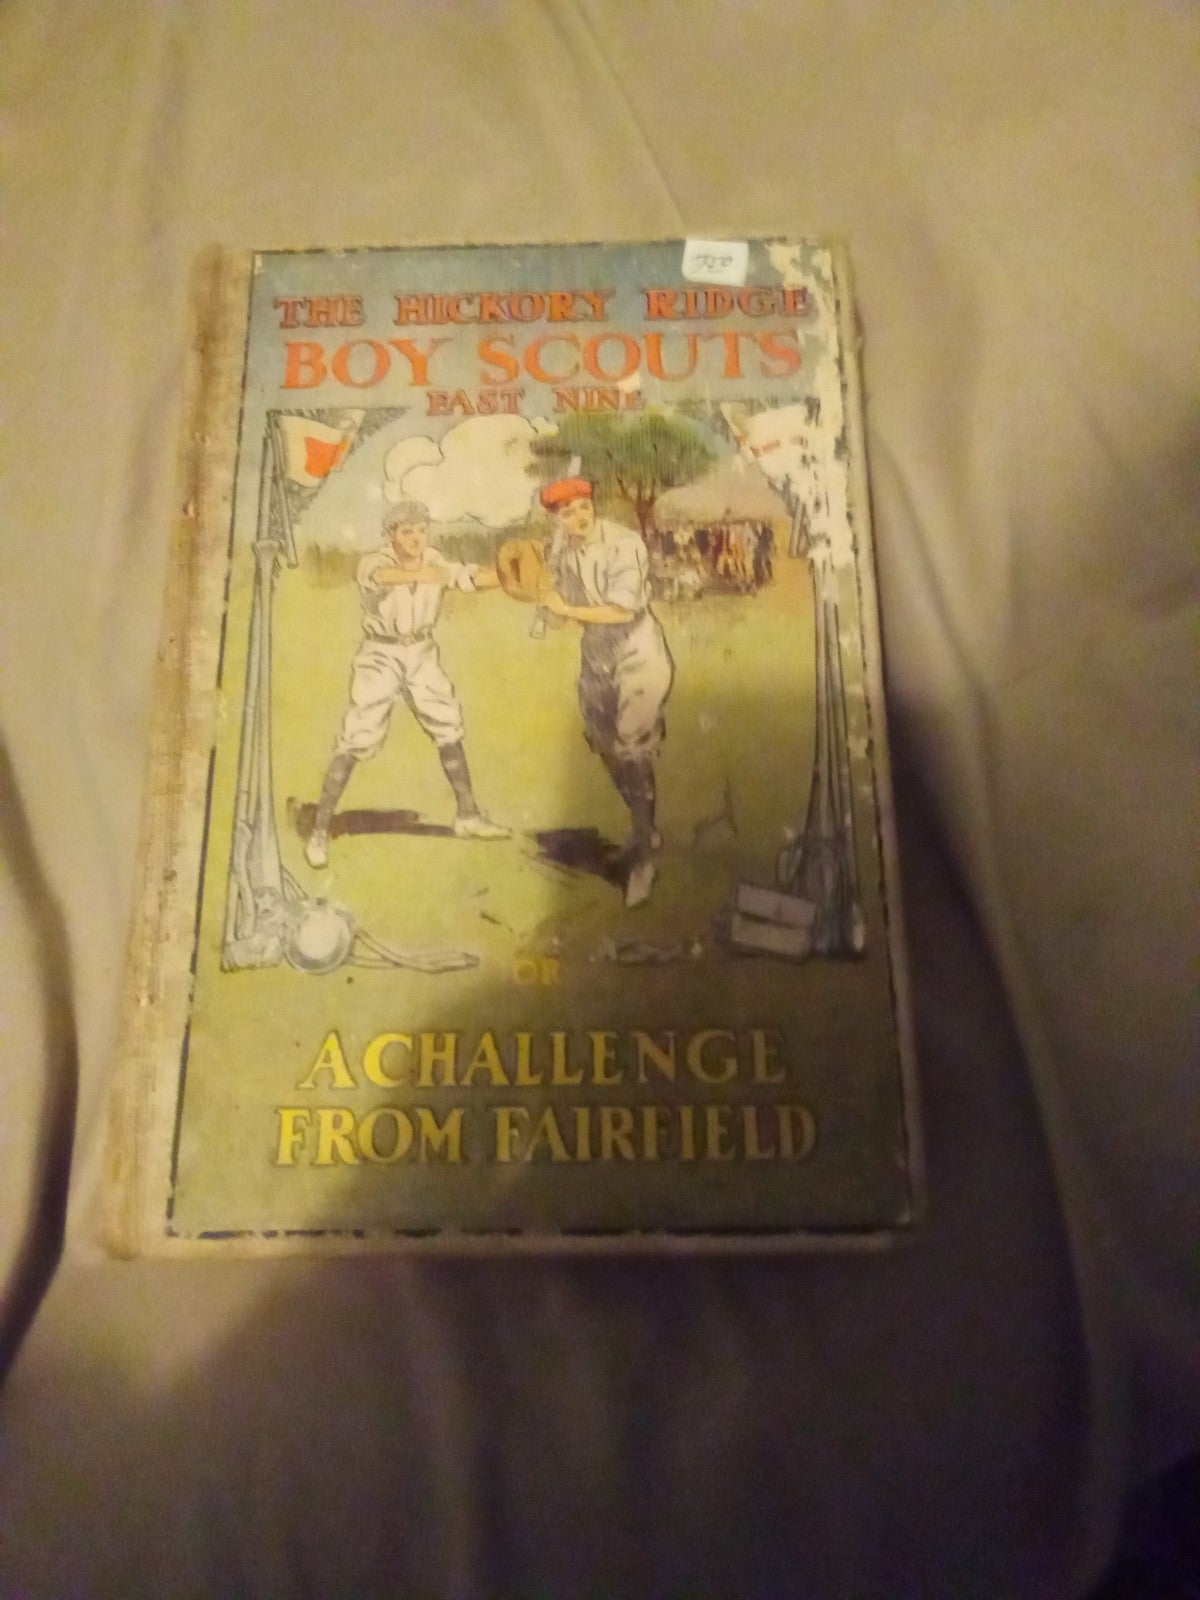 THE HICKORY RIDGE
BOY SCOUTS
FAST NINE
OR
A CHALLENGE
FROM FAIRFIELD